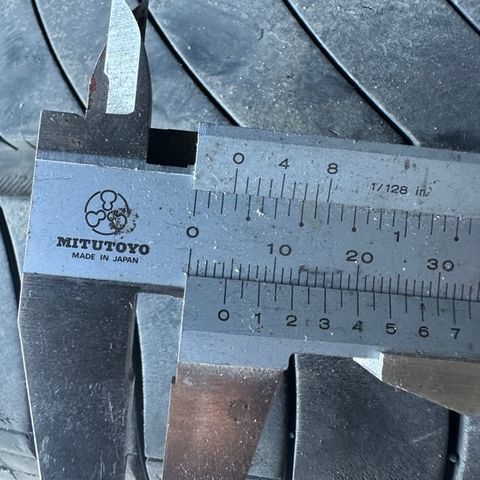 0 4 8
1/128 in.
MITUTOYO
MADE IN JAPAN
0 1
10 20 30
0 1 2 3 4 5 6 7